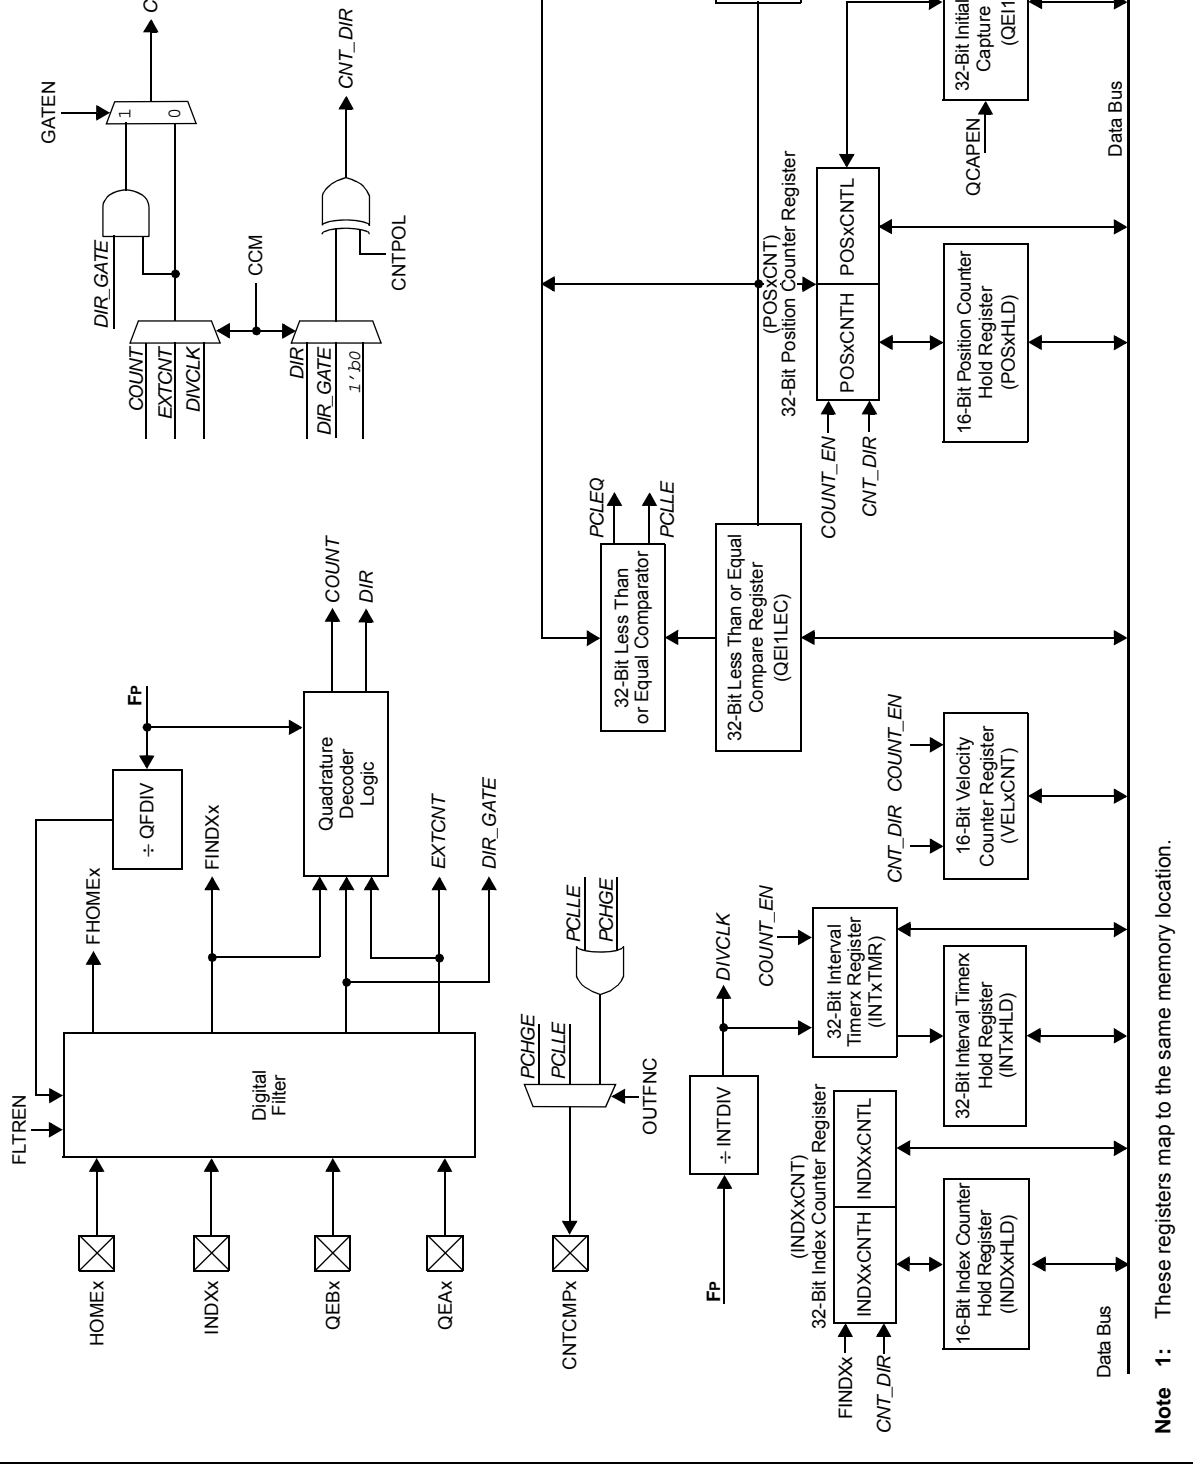 FLTREN
HOMEx
INDXx
QEBx
QEAx
Digital
Filter
FHOMEx
÷ QFDIV
FP
FINDXx
Quadrature
Decoder
Logic
COUNT
DIR
EXTCNT
DIR_GATE
COUNT
EXTCNT
DIVCLK
DIR_GATE
GATEN
1
0
CCM
DIR
DIR_GATE
1'b0
CNTPOL
CNT_DIR
CNTCMPx
PCHGE
PCLLE
OUTFNC
PCLLE
PCHGE
FP
÷ INTDIV
DIVCLK
COUNT_EN
32-Bit Interval
Timerx Register
(INTxTMR)
32-Bit Interval Timerx
Hold Register
(INTxHLD)
(INDXxCNT)
32-Bit Index Counter Register
INDXxCNTH
INDXxCNTL
FINDXx
CNT_DIR
16-Bit Index Counter
Hold Register
(INDXxHLD)
CNT_DIR
COUNT_EN
16-Bit Velocity
Counter Register
(VELxCNT)
32-Bit Less Than
or Equal Comparator
PCLEQ
PCLLE
32-Bit Less Than or Equal
Compare Register
(QEI1LEC)
(POSxCNT)
32-Bit Position Counter Register
POSxCNTH
POSxCNTL
COUNT_EN
CNT_DIR
16-Bit Position Counter
Hold Register
(POSxHLD)
QCAPEN
32-Bit Initial
Capture
(QEI1
Data Bus
Data Bus
Note 1: These registers map to the same memory location.